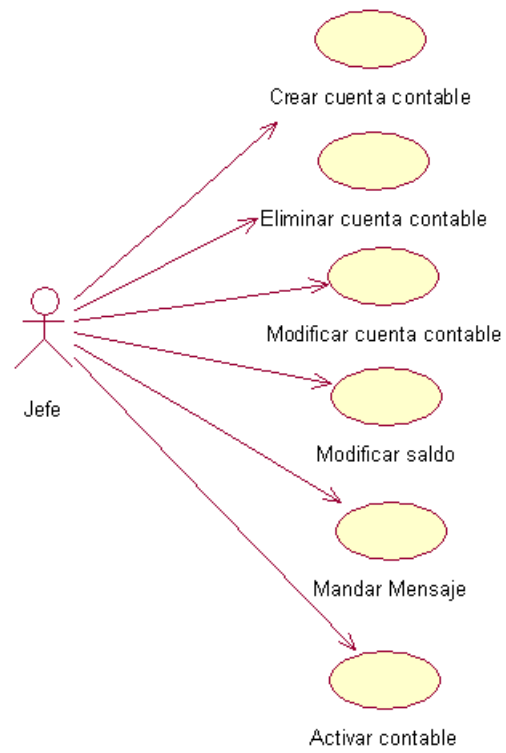 Crear cuenta contable
Eliminar cuenta contable
Modificar cuenta contable
Jefe
Modificar saldo
Mandar Mensaje
Activar contable